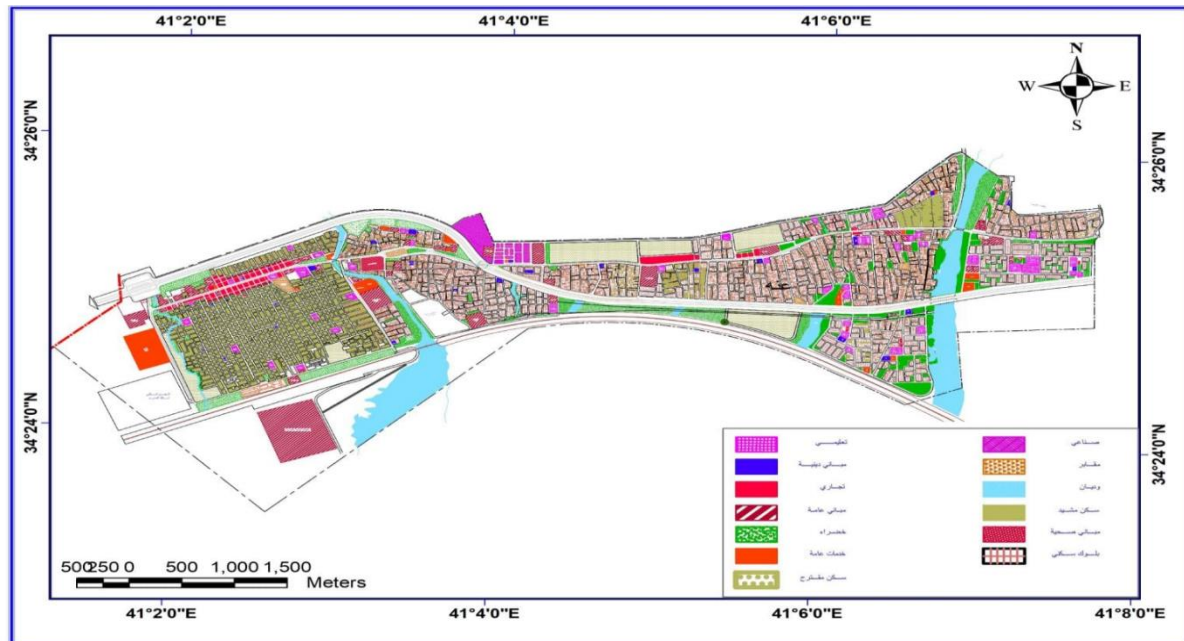 41°2'0"E
41°4'0"E
41°6'0"E
N
W E
S
34°26'0"N
34°26'0"N
34°24'0"N
34°24'0"N
تعليمي
صناعي
مباني دينية
مقابر
تجاري
وديان
مباني عامة
سكن مشيد
خضراء
مباني صحية
خدمات عامة
بلوك سكني
سكن مقترح
500 250 0 500 1,000 1,500
Meters
41°2'0"E
41°4'0"E
41°6'0"E
41°8'0"E